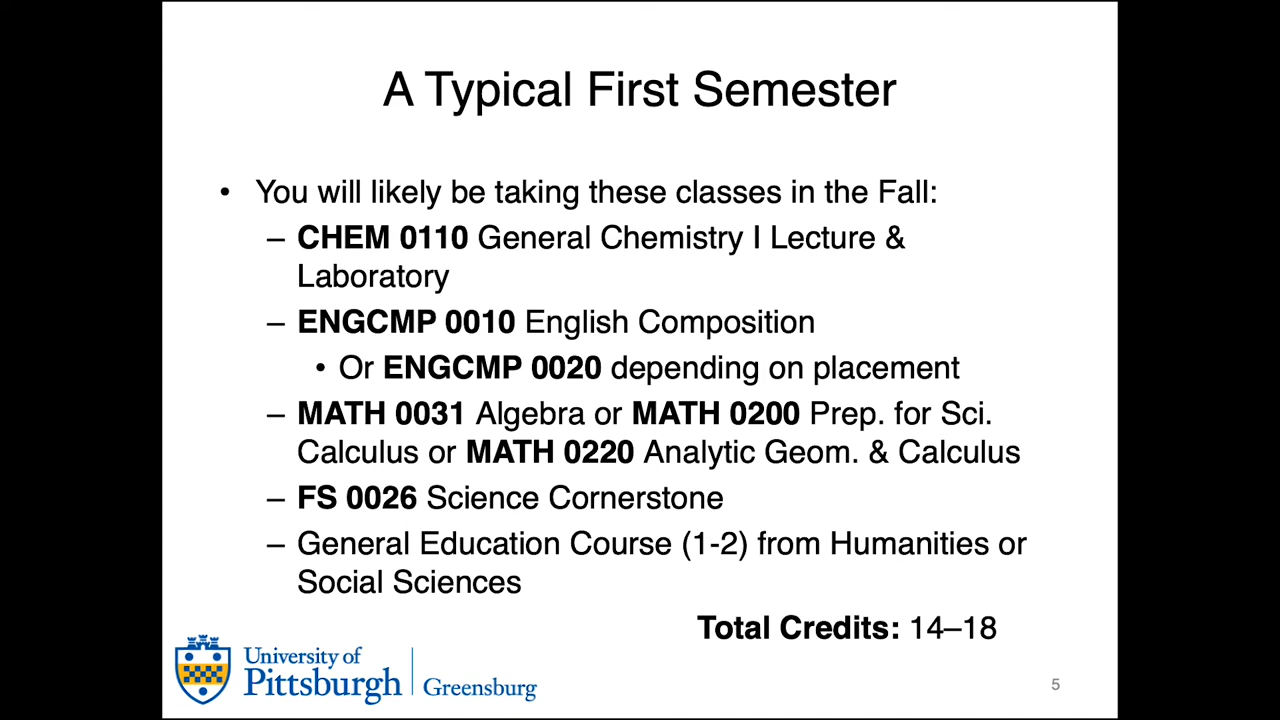 A Typical First Semester
• You will likely be taking these classes in the Fall:
– CHEM 0110 General Chemistry I Lecture &
Laboratory
– ENGCMP 0010 English Composition
• Or ENGCMP 0020 depending on placement
– MATH 0031 Algebra or MATH 0200 Prep. for Sci.
Calculus or MATH 0220 Analytic Geom. & Calculus
– FS 0026 Science Cornerstone
– General Education Course (1-2) from Humanities or
Social Sciences
Total Credits: 14–18
University of
Pittsburgh
Greensburg
5